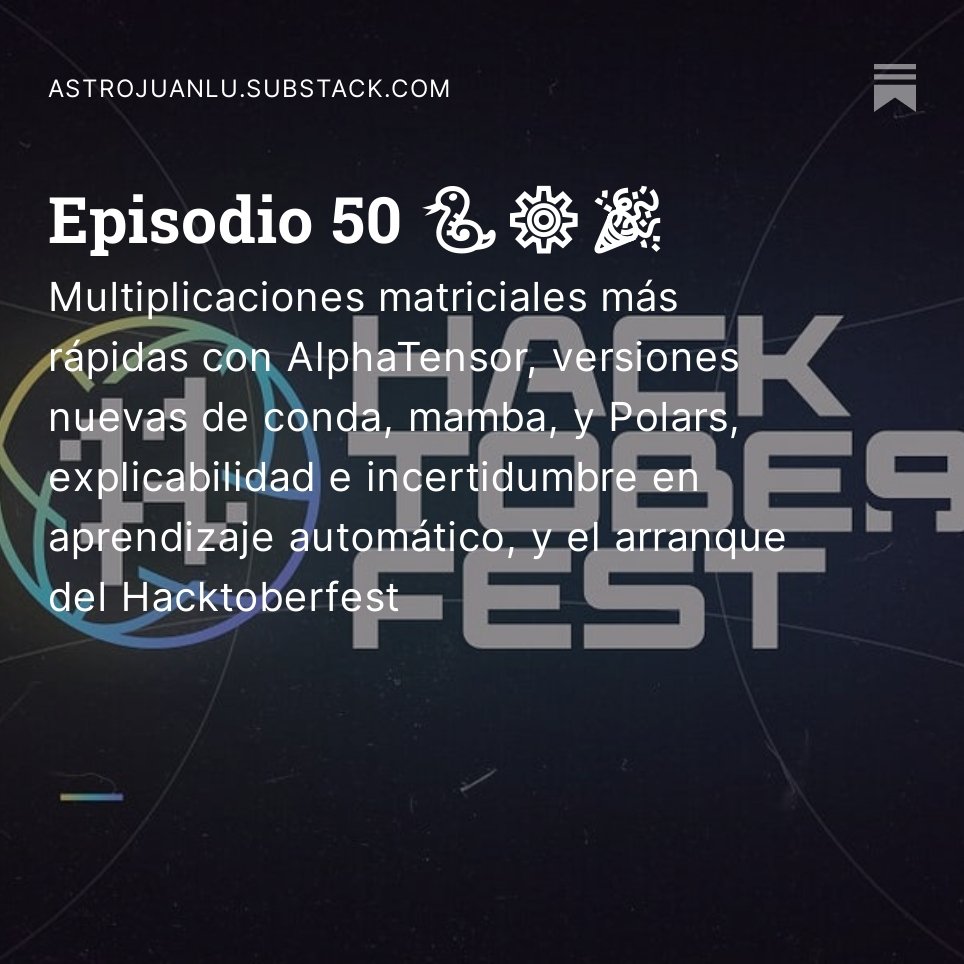 ASTROJUANLU.SUBSTACK.COM
Episodio 50 🐍⚙️🎉
Multiplicaciones matriciales más
rápidas con AlphaTensor, versiones
nuevas de conda, mamba, y Polars,
explicabilidad e incertidumbre en
aprendizaje automático, y el arranque
del Hacktoberfest
HACK
TOBER
FEST